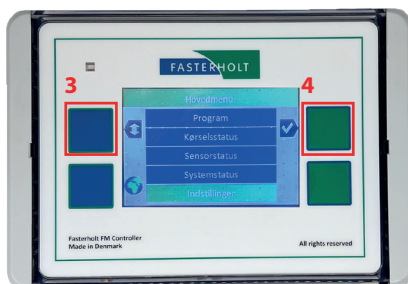 FASTERHOLT
3
4
Hovedmenu
Program
Kørselsstatus
Sensorstatus
Systemstatus
Indstillinger
Fasterholt FM Controller
Made in Denmark
All rights reserved